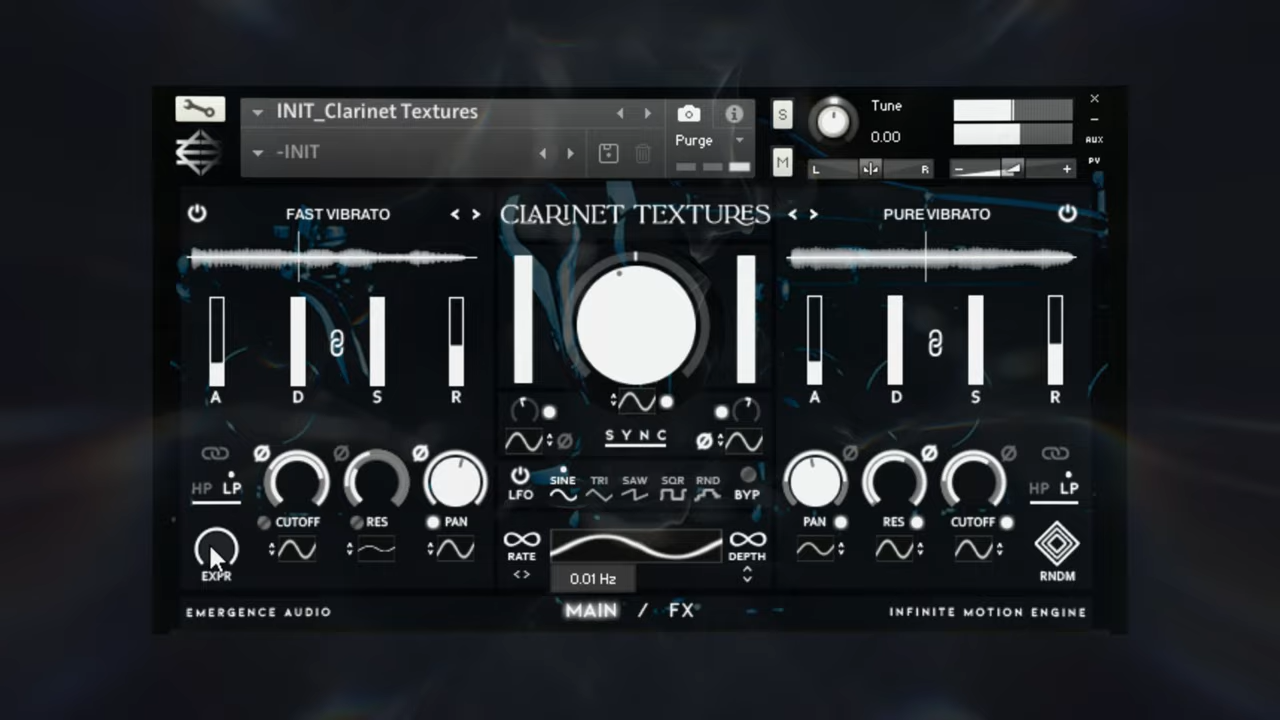 INIT_Clarinet Textures
-INIT
Purge
S
M
Tune
0.00
L R
- +
AUX
PV
FAST VIBRATO
CLARINET TEXTURES
PURE VIBRATO
A D S R
A D S R
SYNC
HP LP
CUTOFF RES PAN
LFO
SINE TRI SAW SQR RND
BYP
PAN RES CUTOFF
HP LP
EXPR
RATE
DEPTH
0.01 Hz
RNDM
EMERGENCE AUDIO
MAIN / FX
INFINITE MOTION ENGINE